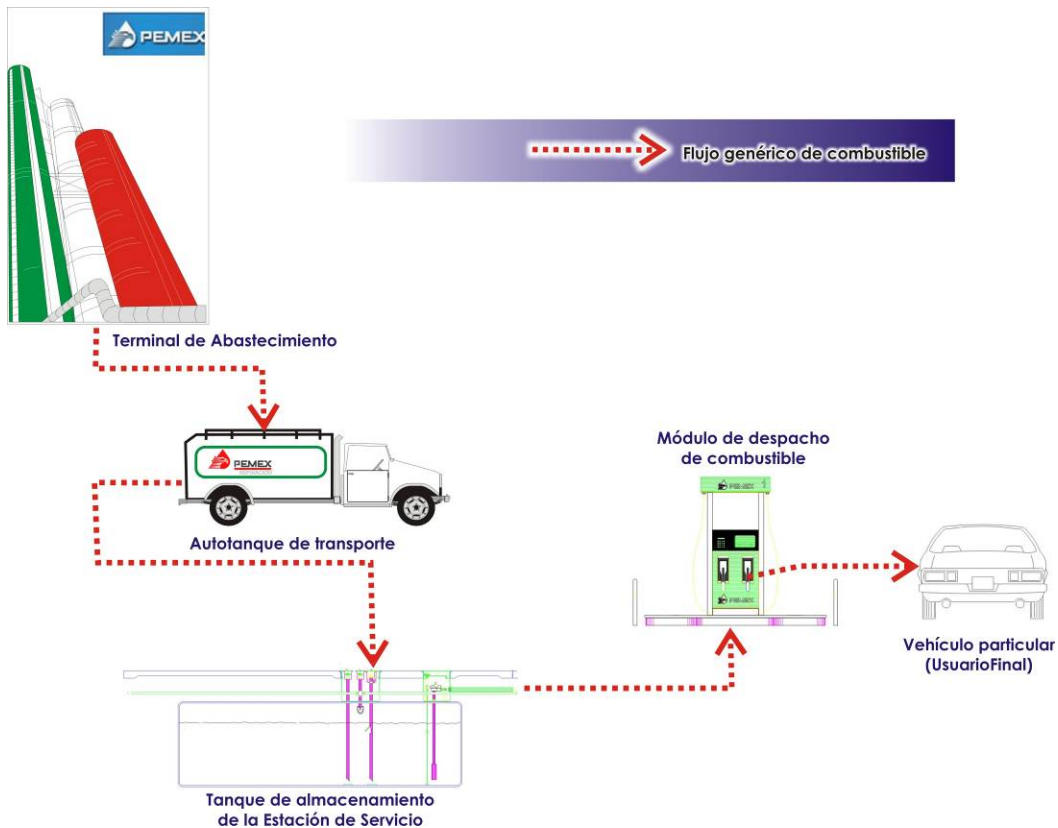 PEMEX
Flujo genérico de combustible
Terminal de Abastecimiento
PEMEX
Autotanque de transporte
Módulo de despacho
de combustible
PEMEX 1
PEMEX
Vehículo particular
(UsuarioFinal)
Tanque de almacenamiento
de la Estación de Servicio